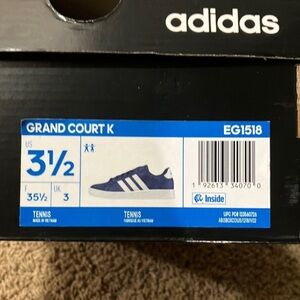 adidas
GRAND COURT K
EG1518
US
3½
F
35½
UK
3
1 92613 34070 0
Inside
TENNIS
MADE IN VIETNAM
TENNIS
FABRIQUE AU VIETNAM